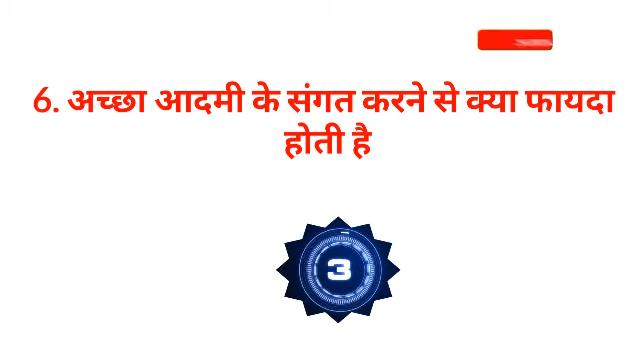 6. अच्छा आदमी के संगत करने से क्या फायदा
होती है
3